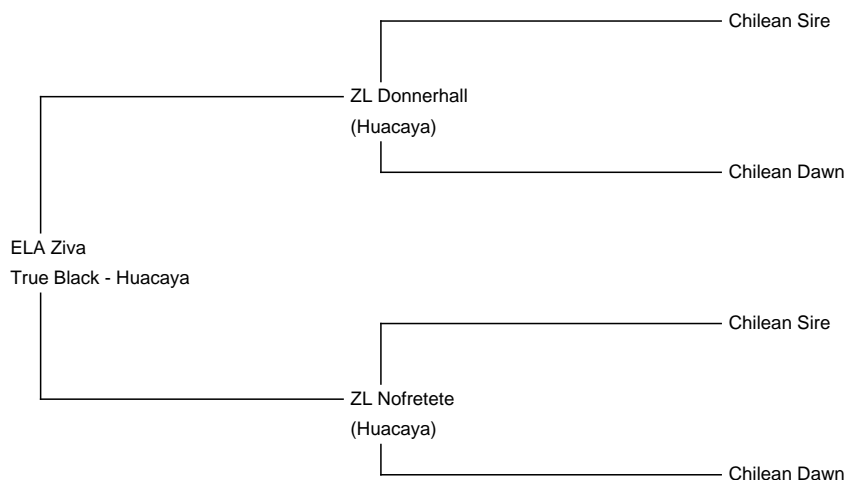 Chilean Sire
ZL Donnerhall
(Huacaya)
Chilean Dawn
ELA Ziva
True Black - Huacaya
Chilean Sire
ZL Nofretete
(Huacaya)
Chilean Dawn